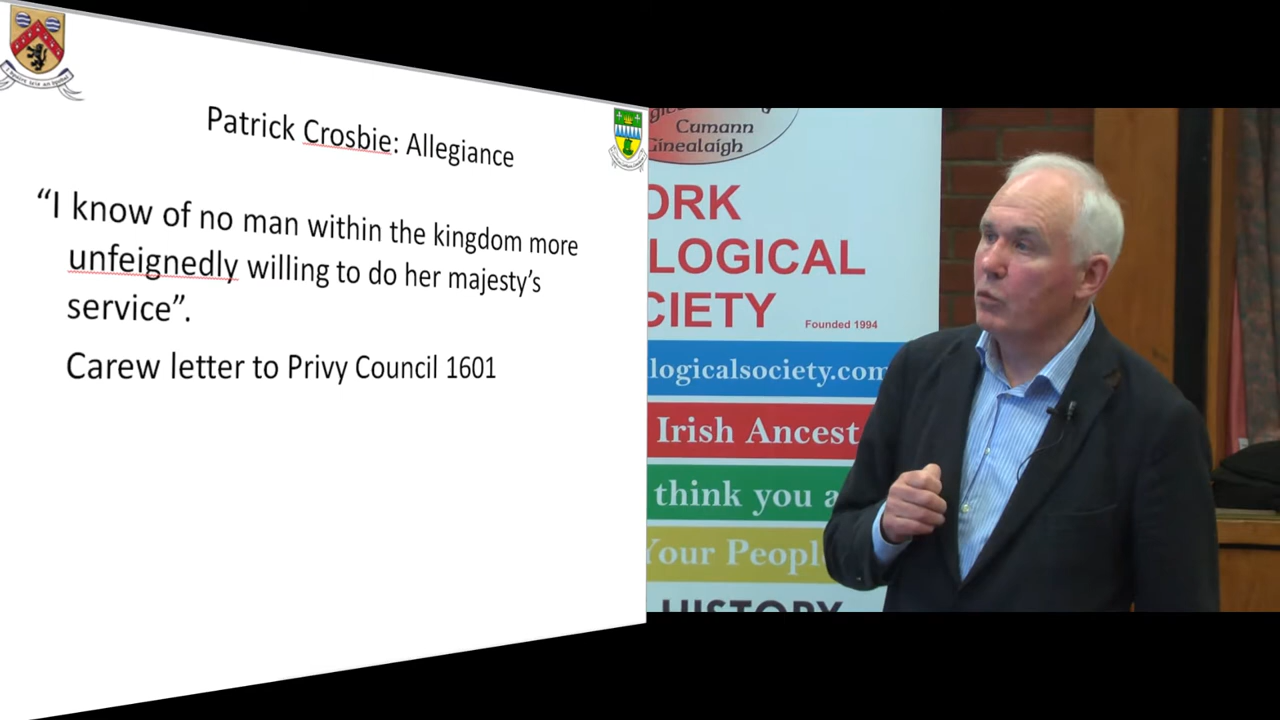 Patrick Crosbie: Allegiance
“I know of no man within the kingdom more
unfeignedly willing to do her majesty’s
service”.
Carew letter to Privy Council 1601
Cumann
Ginealaigh
ORK
LOGICAL
CIETY
Founded 1994
logicalsociety.com
Irish Ancest
think you a
Your Peopl
HISTORY